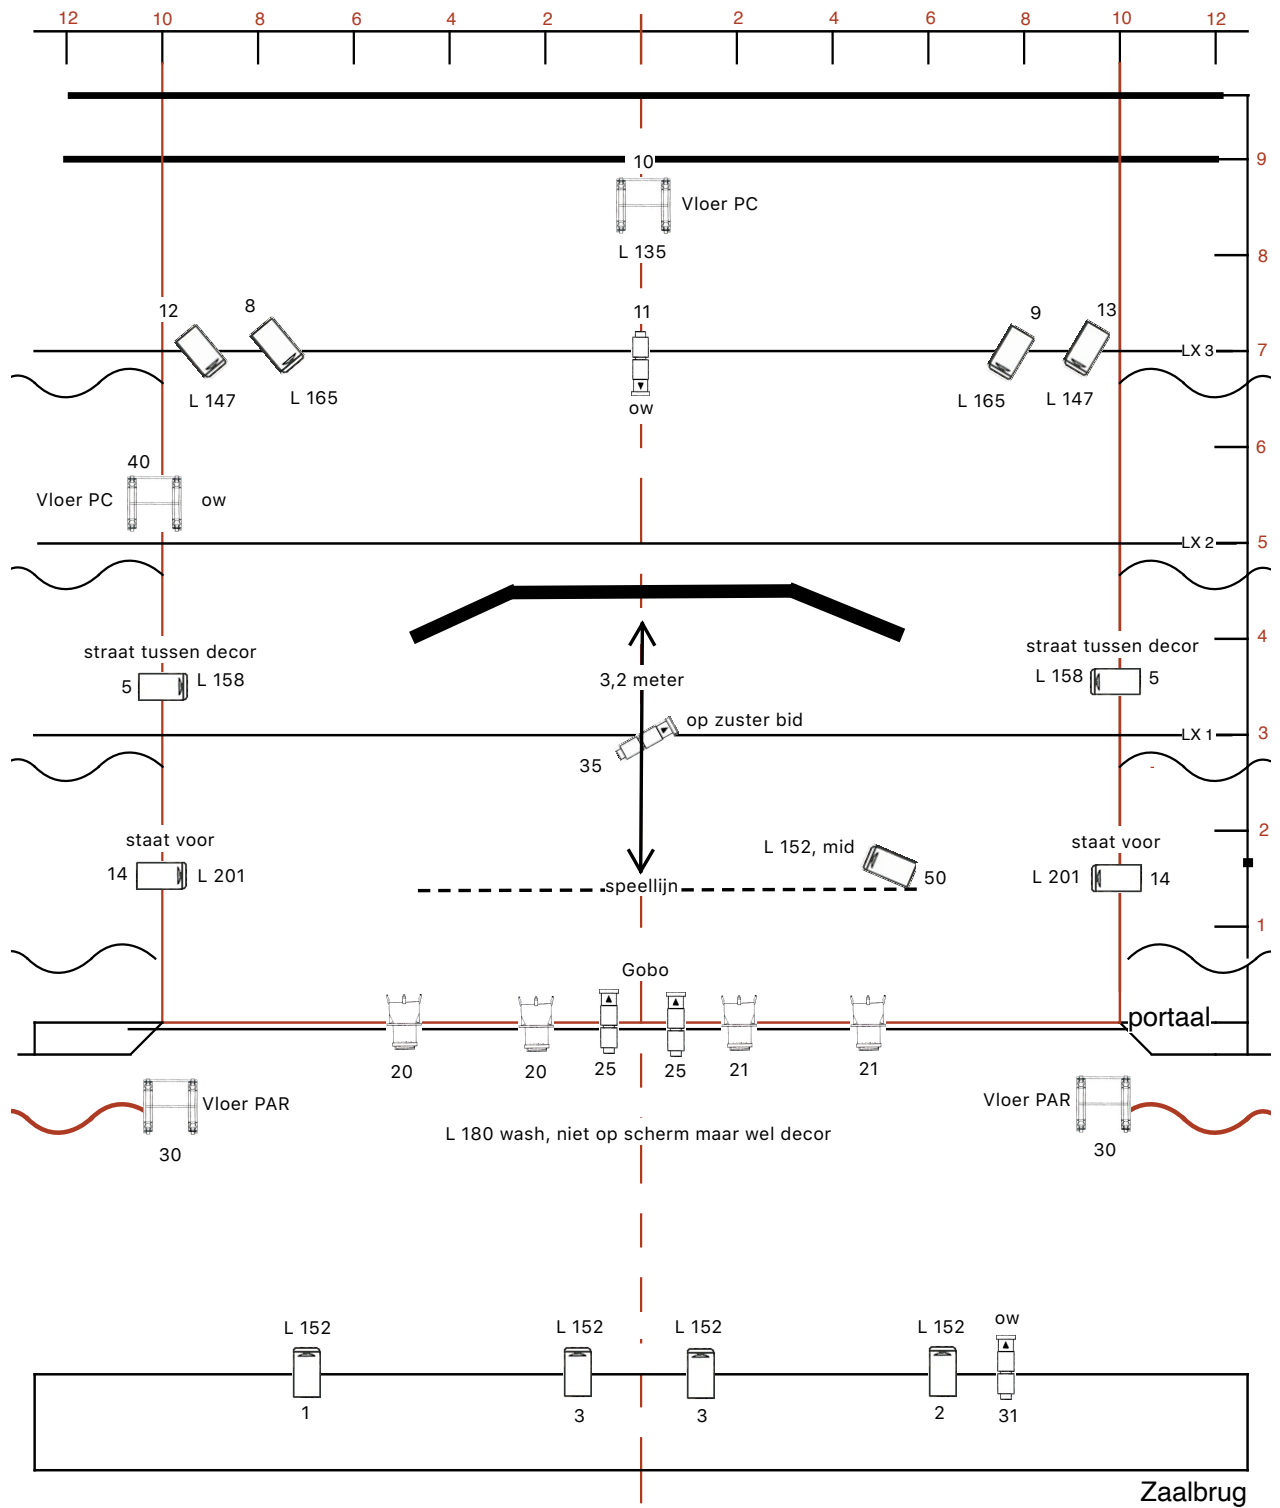 12 10 8 6 4 2 2 4 6 8 10 12
10
9
Vloer PC
L 135
8
12 8 11 9 13
LX 3 7
L 147 L 165 ow L 165 L 147
6
40
Vloer PC ow
LX 2 5
4
straat tussen decor straat tussen decor
5 L 158 3,2 meter L 158 5
op zuster bid
LX 1 3
35
2
staat voor L 152, mid staat voor
14 L 201 50 L 201 14
speellijn
1
Gobo
portaal
20 20 25 25 21 21
Vloer PAR Vloer PAR
L 180 wash, niet op scherm maar wel decor
30 30
ow
L 152 L 152 L 152 L 152
1 3 3 2 31
Zaalbrug